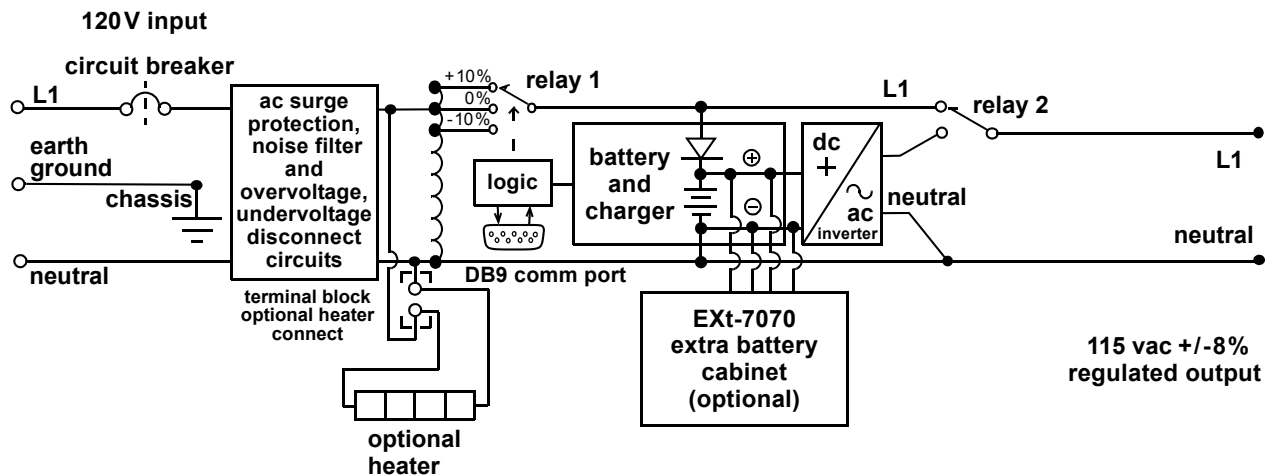 120V input
circuit breaker
L1
earth
ground
chassis
neutral
ac surge
protection,
noise filter
and
overvoltage,
undervoltage
disconnect
circuits
terminal block
optional heater
connect
optional
heater
+10%
0%
-10%
relay 1
logic
DB9 comm port
battery
and
charger
+
−
dc
+
ac
inverter
EXt-7070
extra battery
cabinet
(optional)
L1
relay 2
neutral
L1
neutral
115 vac +/-8%
regulated output